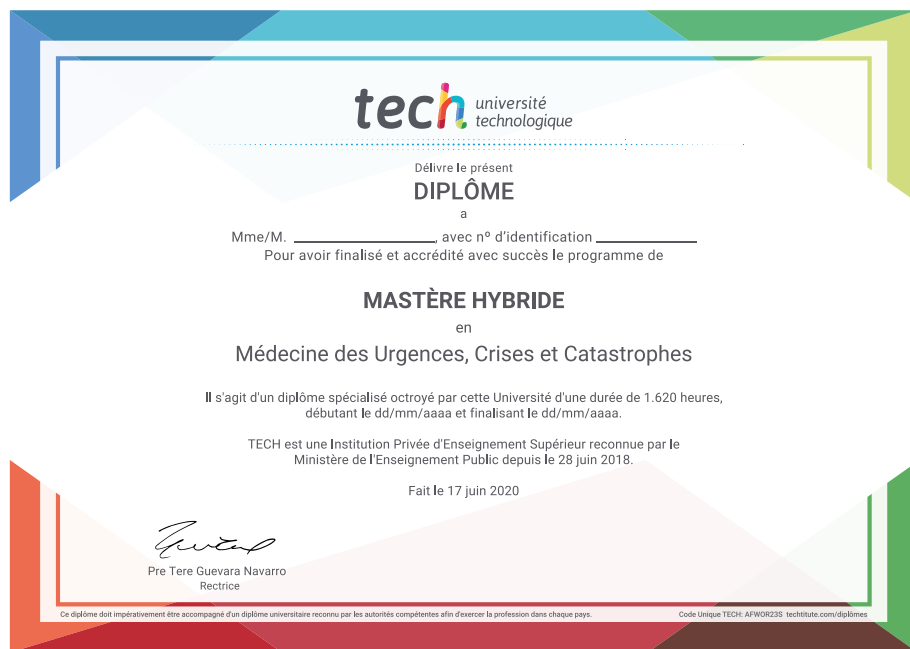 tech université
technologique
Délivre le présent
DIPLÔME
a
Mme/M. , avec nº d'identification
Pour avoir finalisé et accrédité avec succès le programme de
MASTÈRE HYBRIDE
en
Médecine des Urgences, Crises et Catastrophes
Il s'agit d'un diplôme spécialisé octroyé par cette Université d'une durée de 1.620 heures,
débutant le dd/mm/aaaa et finalisant le dd/mm/aaaa.
TECH est une Institution Privée d'Enseignement Supérieur reconnue par le
Ministère de l'Enseignement Public depuis le 28 juin 2018.
Fait le 17 juin 2020
Pre Tere Guevara Navarro
Rectrice
Ce diplôme doit impérativement être accompagné d'un diplôme universitaire reconnu par les autorités compétentes afin d'exercer la profession dans chaque pays.
Code Unique TECH: AFWOR23S techtitute.com/diplômes